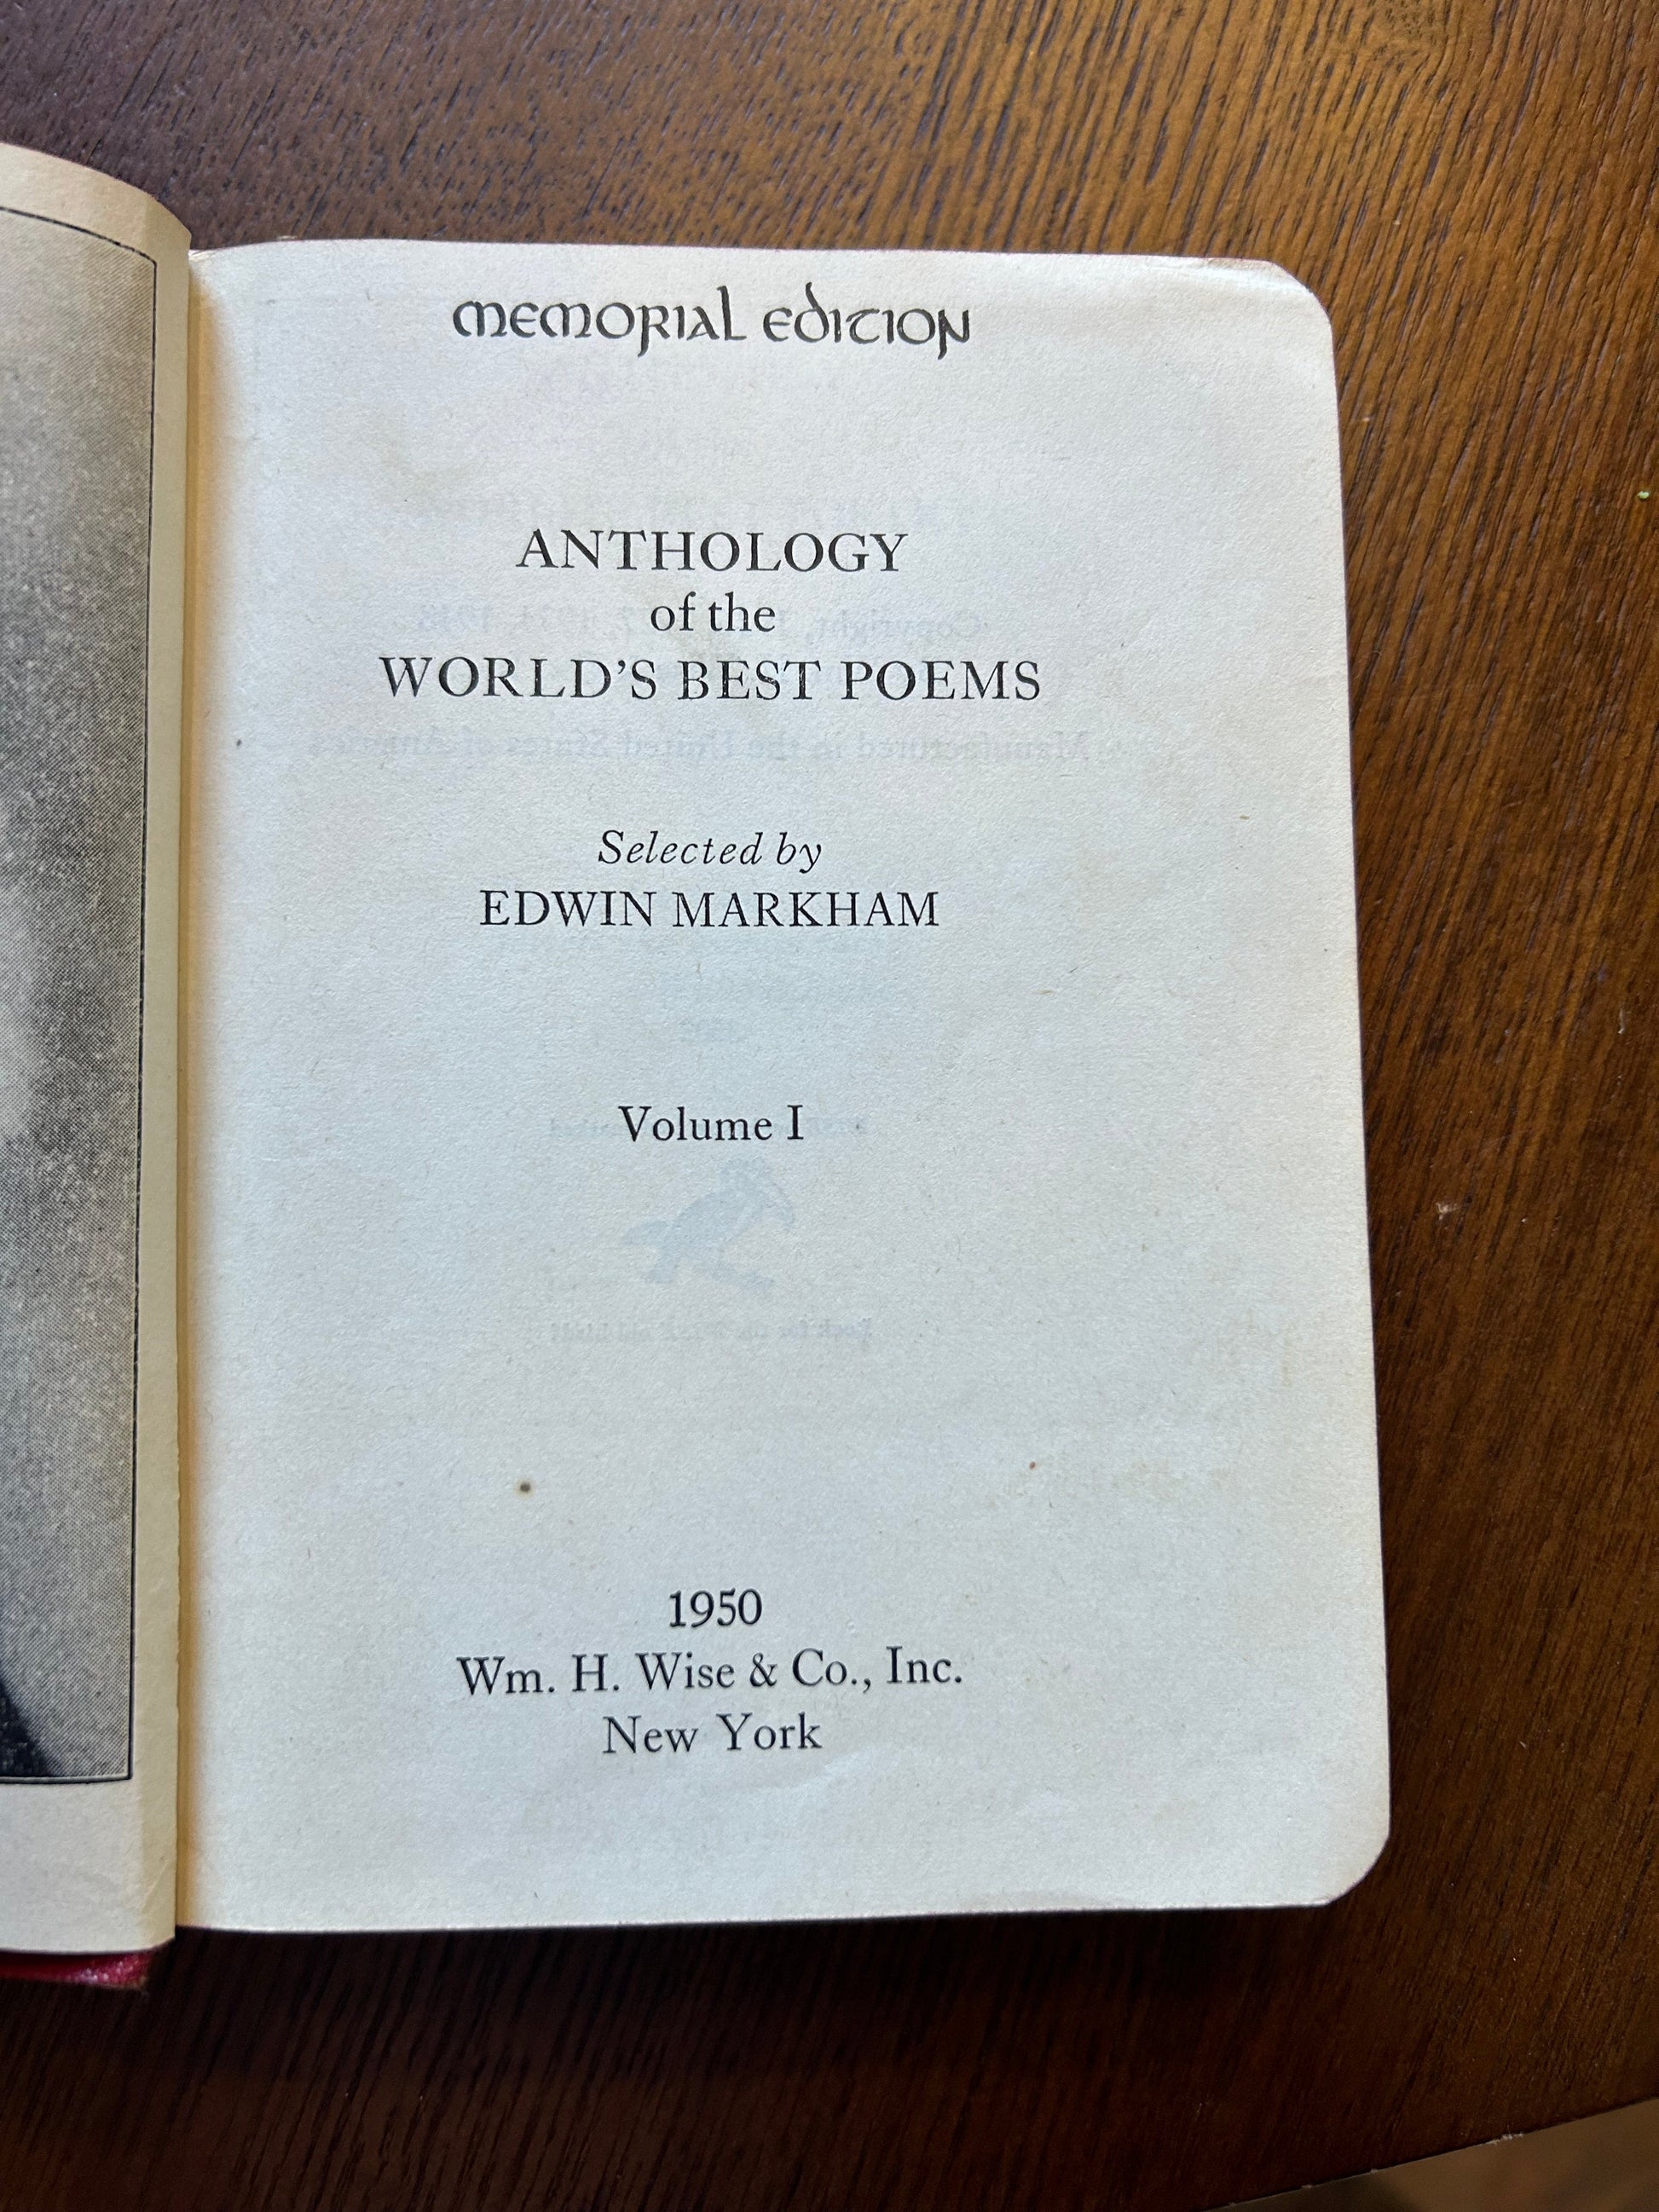 MEMORIAL EDITION
ANTHOLOGY
of the
WORLD'S BEST POEMS
Selected by
EDWIN MARKHAM
Volume I
1950
Wm. H. Wise & Co., Inc.
New York